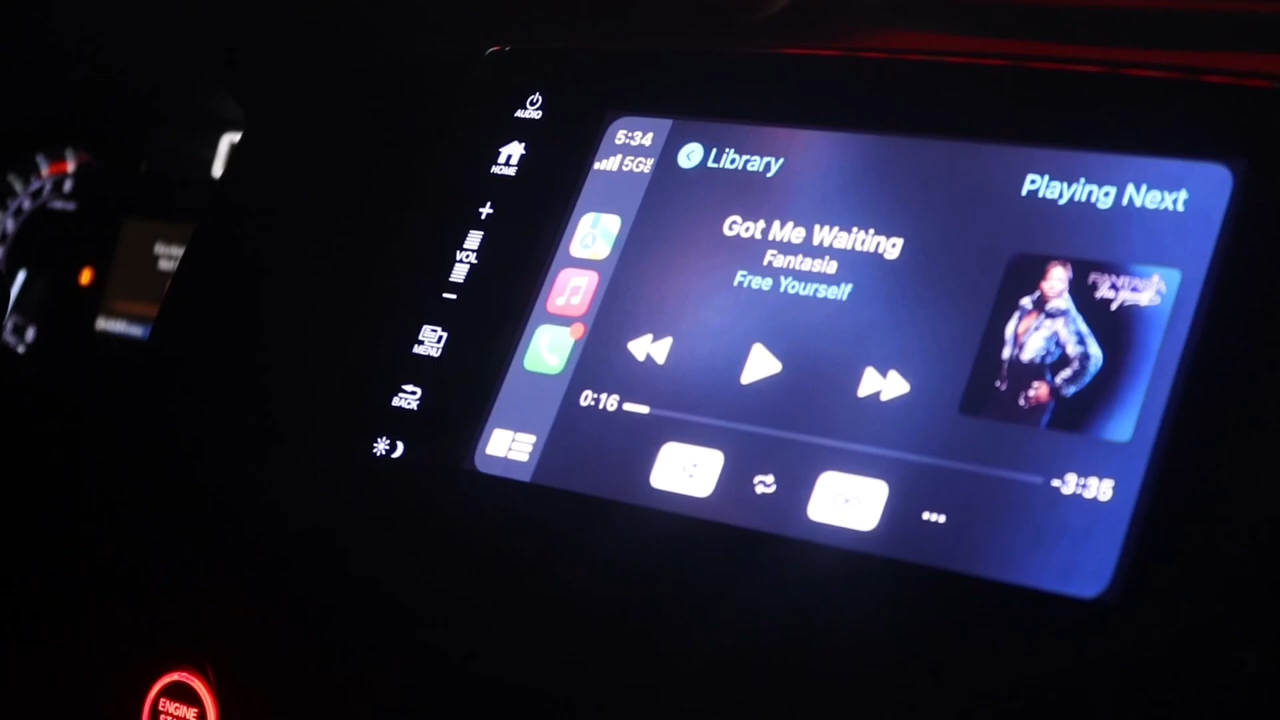 AUDIO
HOME
+
VOL
−
MENU
BACK
5:34
5G
Library
Playing Next
Got Me Waiting
Fantasia
Free Yourself
FANTASIA
0:16
-3:35
ENGINE